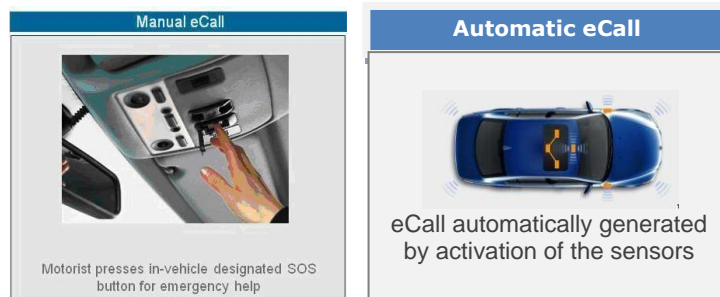 Manual eCall
Motorist presses in-vehicle designated SOS
button for emergency help
Automatic eCall
eCall automatically generated
by activation of the sensors